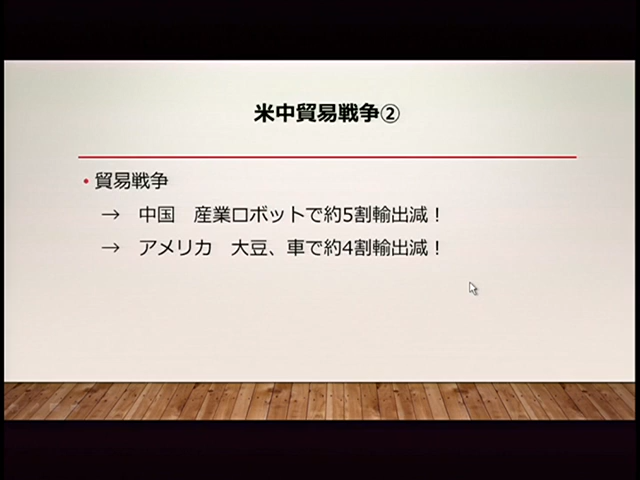 米中貿易戦争②
• 貿易戦争
→ 中国 産業ロボットで約5割輸出減！
→ アメリカ 大豆、車で約4割輸出減！